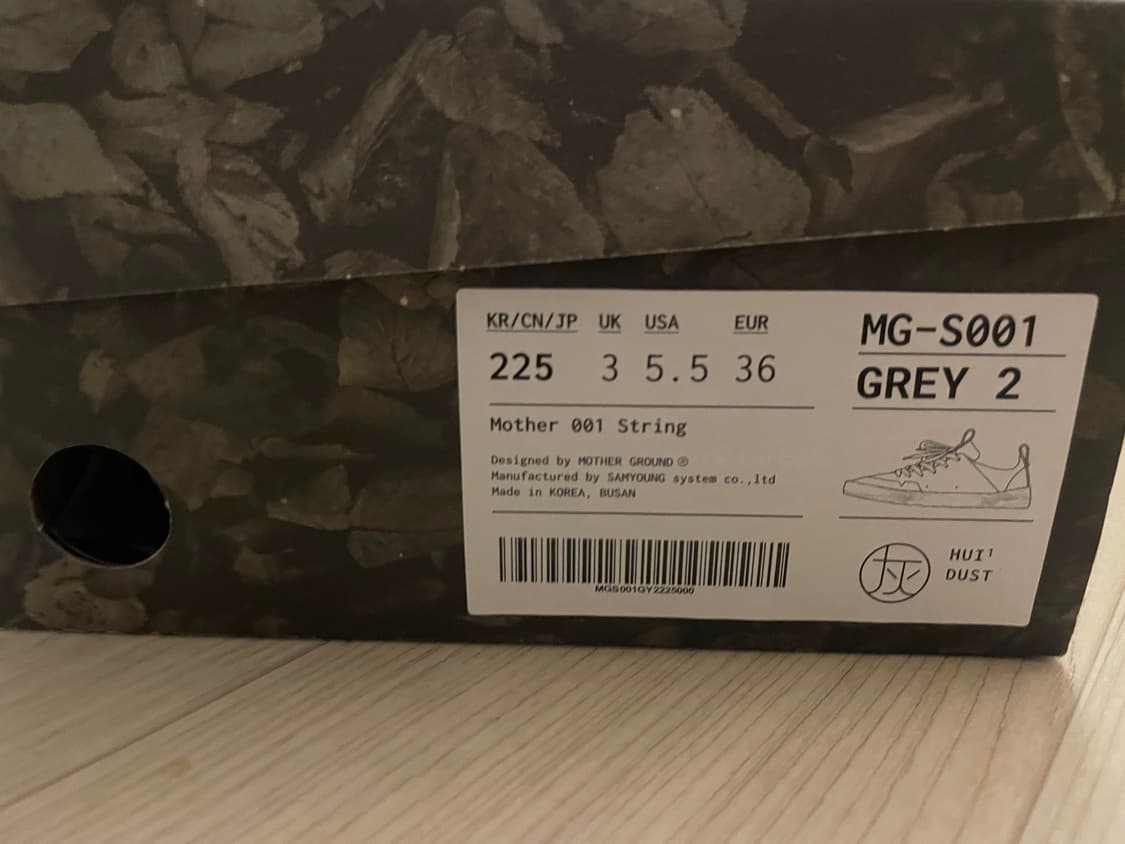 KR/CN/JP UK USA EUR
225 3 5.5 36
Mother 001 String
Designed by MOTHER GROUND ®
Manufactured by SAMYOUNG system co.,ltd
Made in KOREA, BUSAN
MGS001GY2225000
MG-S001
GREY 2
灰 HUI¹
DUST